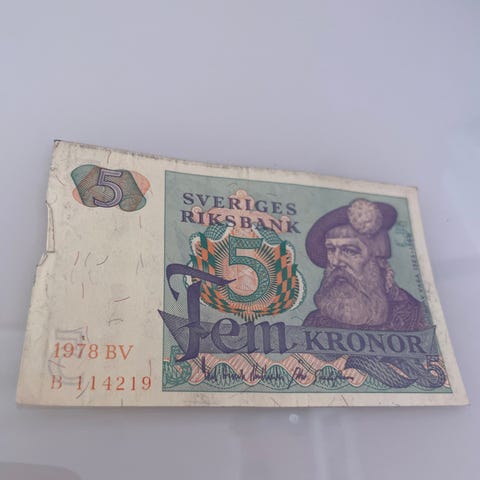 5
SVERIGES
RIKSBANK
5
Fem KRONOR
1978 BV
B 114219
5